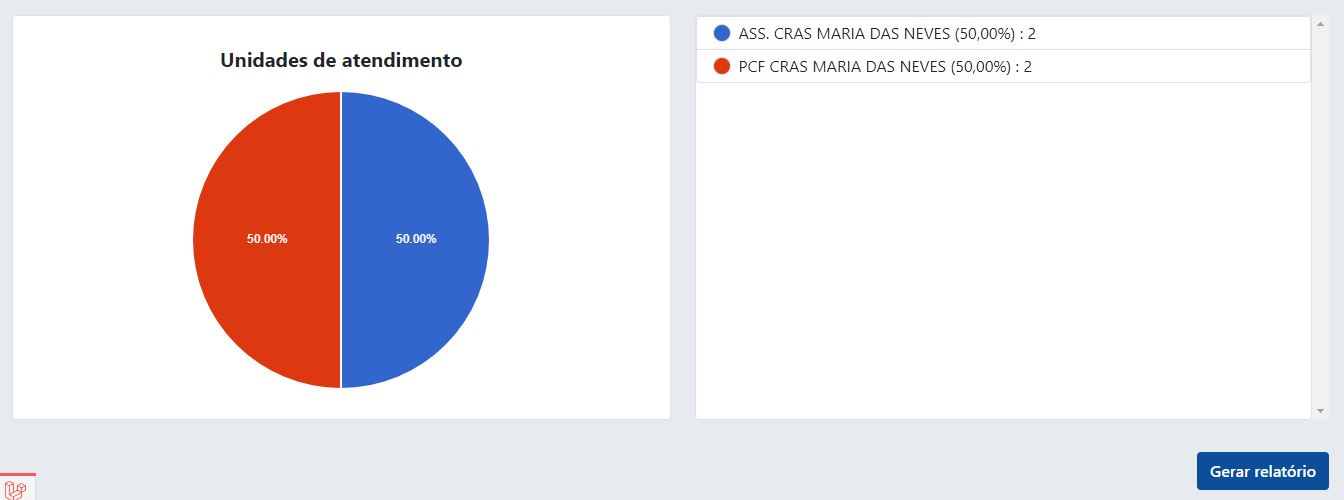 Unidades de atendimento
50.00%
50.00%
ASS. CRAS MARIA DAS NEVES (50,00%) : 2
PCF CRAS MARIA DAS NEVES (50,00%) : 2
Gerar relatório